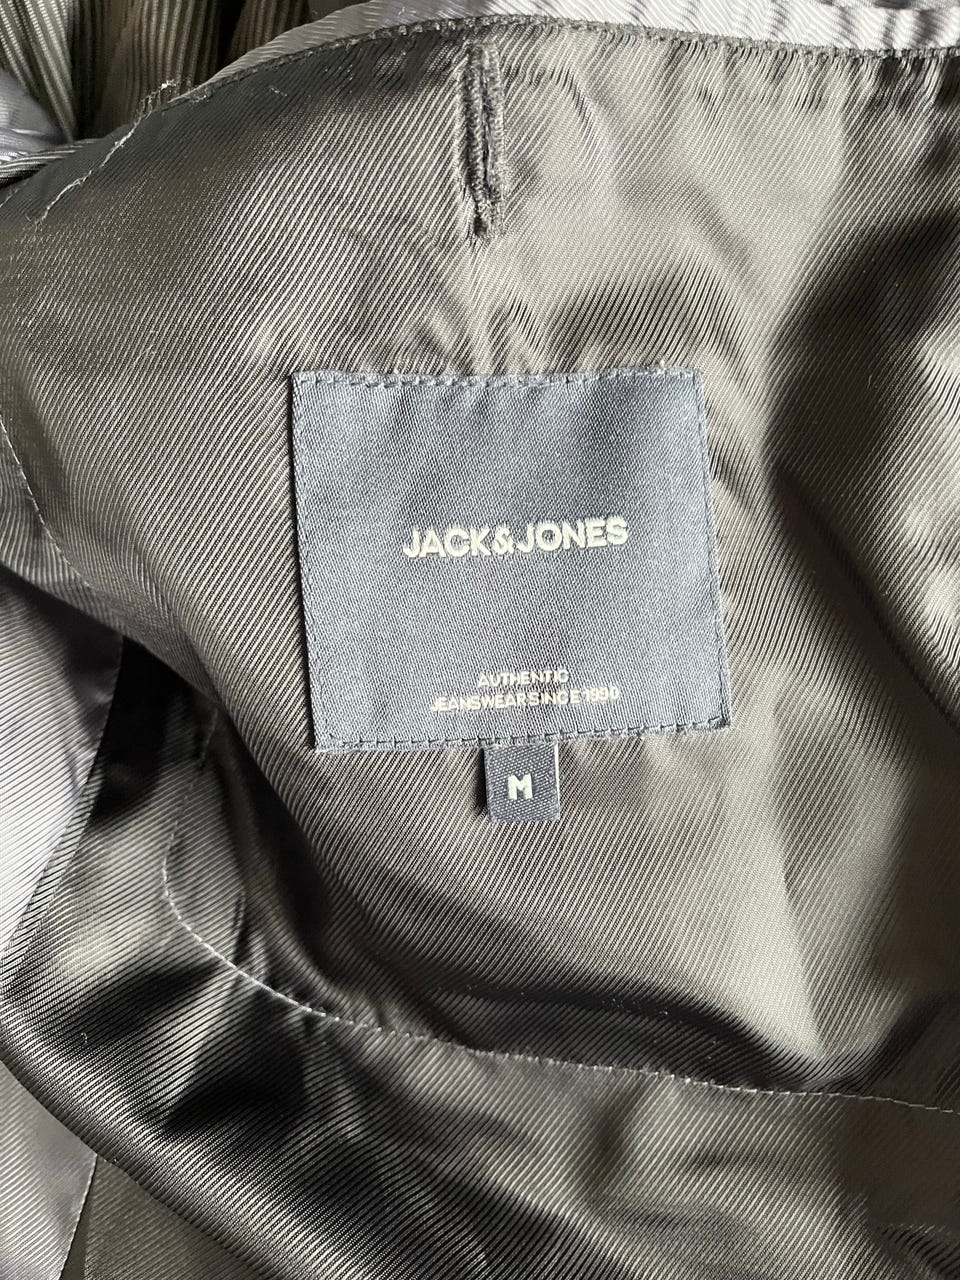 JACK&JONES
AUTHENTIC
JEANSWEAR SINCE 1990
M